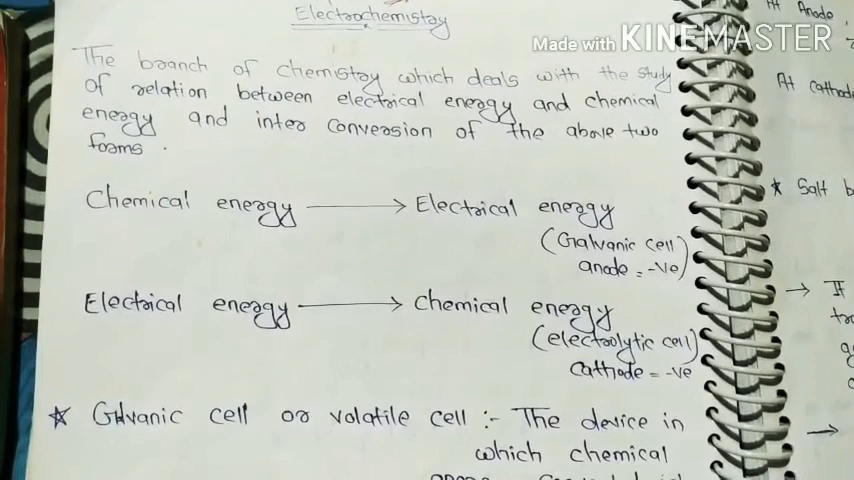 Electrochemistry
Made with KINEMASTER
The branch of chemistry which deals with the study
of relation between electrical energy and chemical
energy and inter conversion of the above two
forms.
Chemical energy → Electrical energy
(Galvanic cell)
anode = -ve
Electrical energy → Chemical energy
(electrolytic cell)
cathode = -ve
☆ Galvanic cell or volatile cell :- The device in
which chemical
At Anode
At cathode
* Salt b
→ If
→